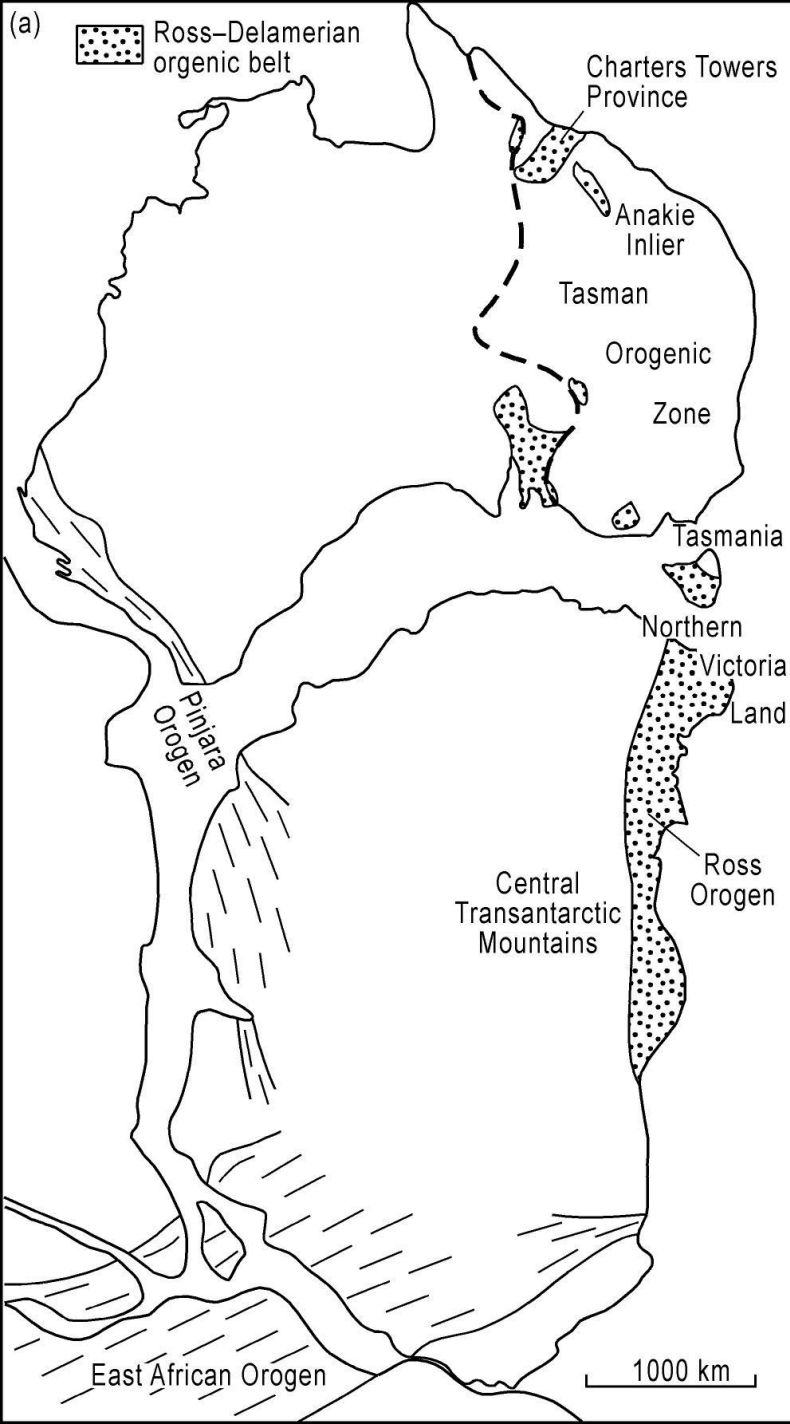 (a)
Ross–Delamerian
orgenic belt
Charters Towers
Province
Anakie
Inlier
Tasman
Orogenic
Zone
Tasmania
Northern
Victoria
Land
Pinjara
Orogen
Ross
Orogen
Central
Transantarctic
Mountains
East African Orogen
1000 km